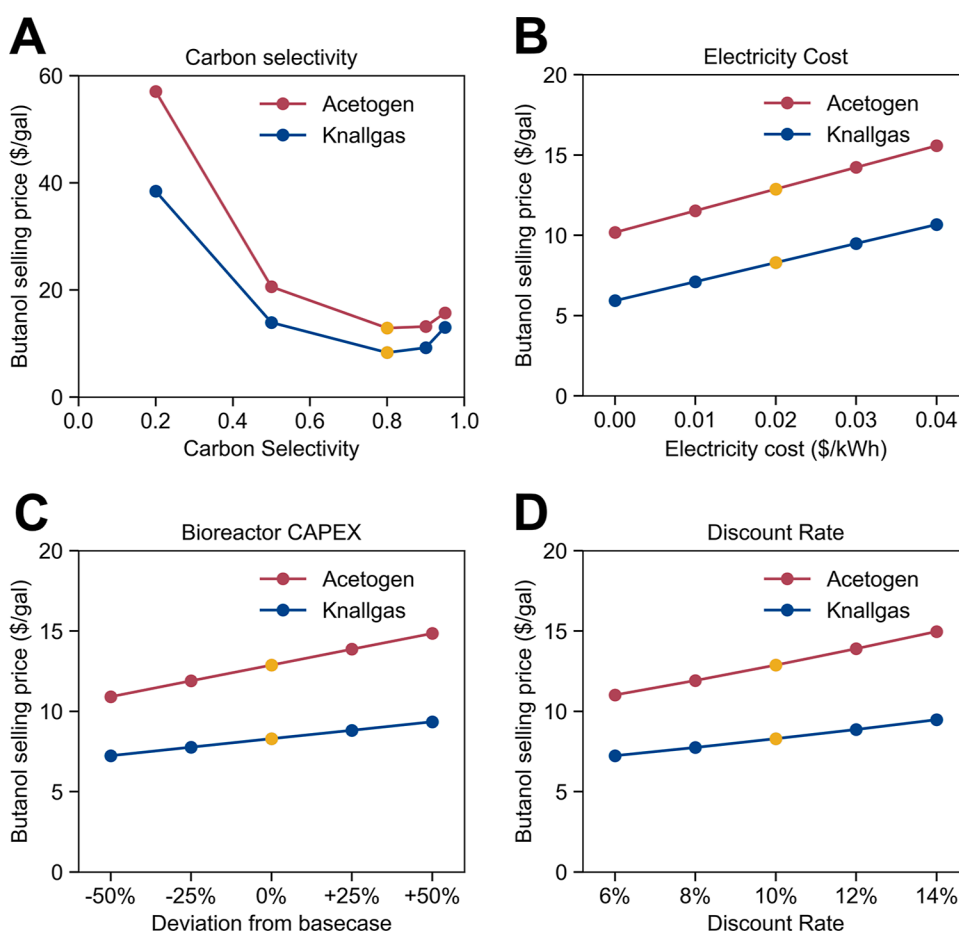 A
Carbon selectivity
Butanol selling price ($/gal)
60
40
20
0
Acetogen
Knallgas
0.0
0.2
0.4
0.6
0.8
1.0
Carbon Selectivity
B
Electricity Cost
Butanol selling price ($/gal)
20
15
10
5
0
Acetogen
Knallgas
0.00
0.01
0.02
0.03
0.04
Electricity cost ($/kWh)
C
Bioreactor CAPEX
Butanol selling price ($/gal)
20
15
10
5
0
Acetogen
Knallgas
-50%
-25%
0%
+25%
+50%
Deviation from basecase
D
Discount Rate
Butanol selling price ($/gal)
20
15
10
5
0
Acetogen
Knallgas
6%
8%
10%
12%
14%
Discount Rate